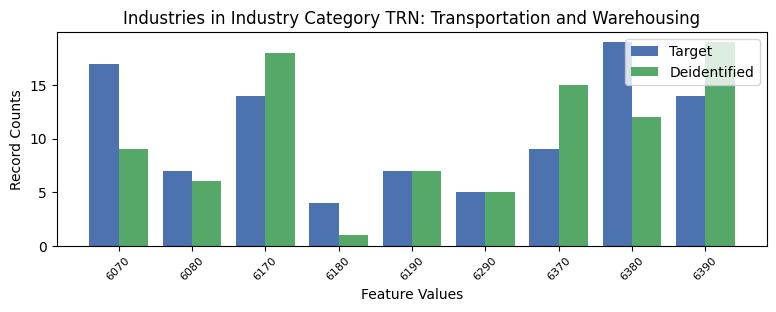 Industries in Industry Category TRN: Transportation and Warehousing
Target
Deidentified
Record Counts
15
10
5
0
6070 6080 6170 6180 6190 6290 6370 6380 6390
Feature Values